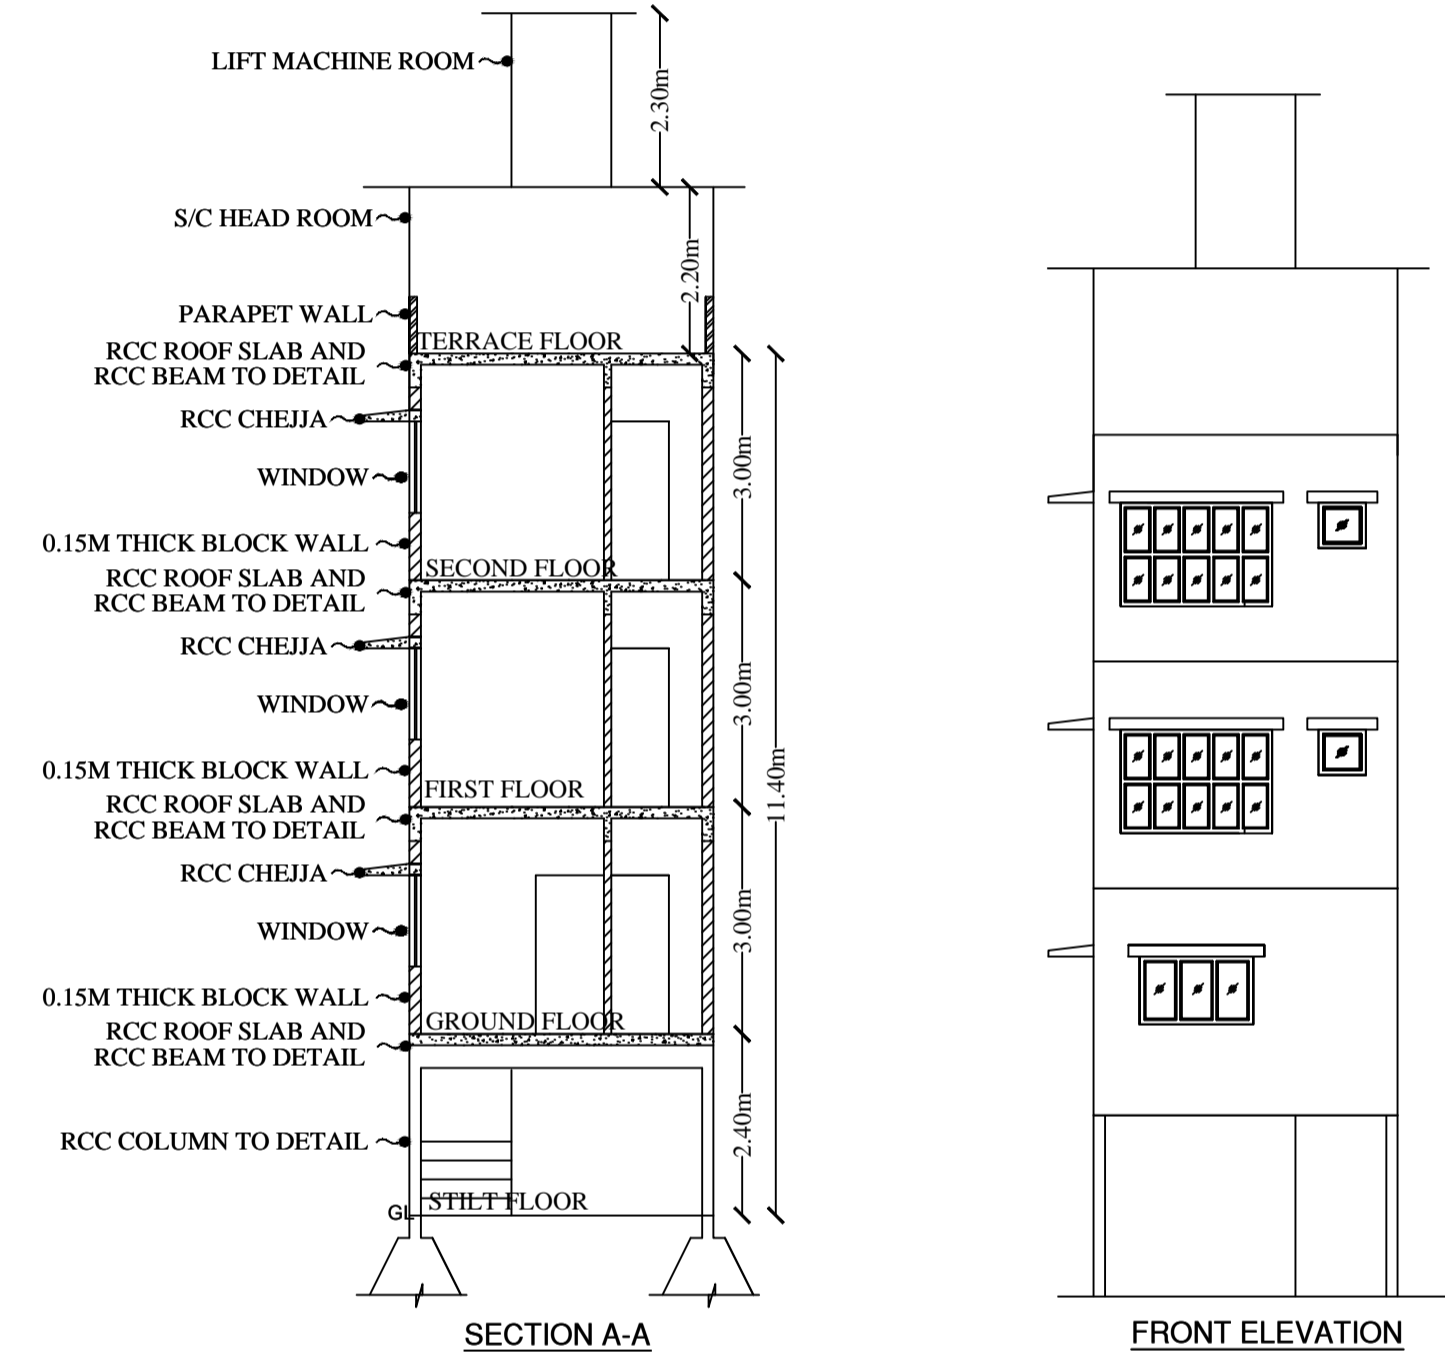 LIFT MACHINE ROOM
2.30m
S/C HEAD ROOM
2.20m
PARAPET WALL
TERRACE FLOOR
RCC ROOF SLAB AND
RCC BEAM TO DETAIL
RCC CHEJJA
WINDOW
3.00m
0.15M THICK BLOCK WALL
SECOND FLOOR
RCC ROOF SLAB AND
RCC BEAM TO DETAIL
RCC CHEJJA
WINDOW
3.00m
0.15M THICK BLOCK WALL
11.40m
FIRST FLOOR
RCC ROOF SLAB AND
RCC BEAM TO DETAIL
RCC CHEJJA
WINDOW
3.00m
0.15M THICK BLOCK WALL
GROUND FLOOR
RCC ROOF SLAB AND
RCC BEAM TO DETAIL
2.40m
RCC COLUMN TO DETAIL
STILT FLOOR
GL
SECTION A-A
FRONT ELEVATION